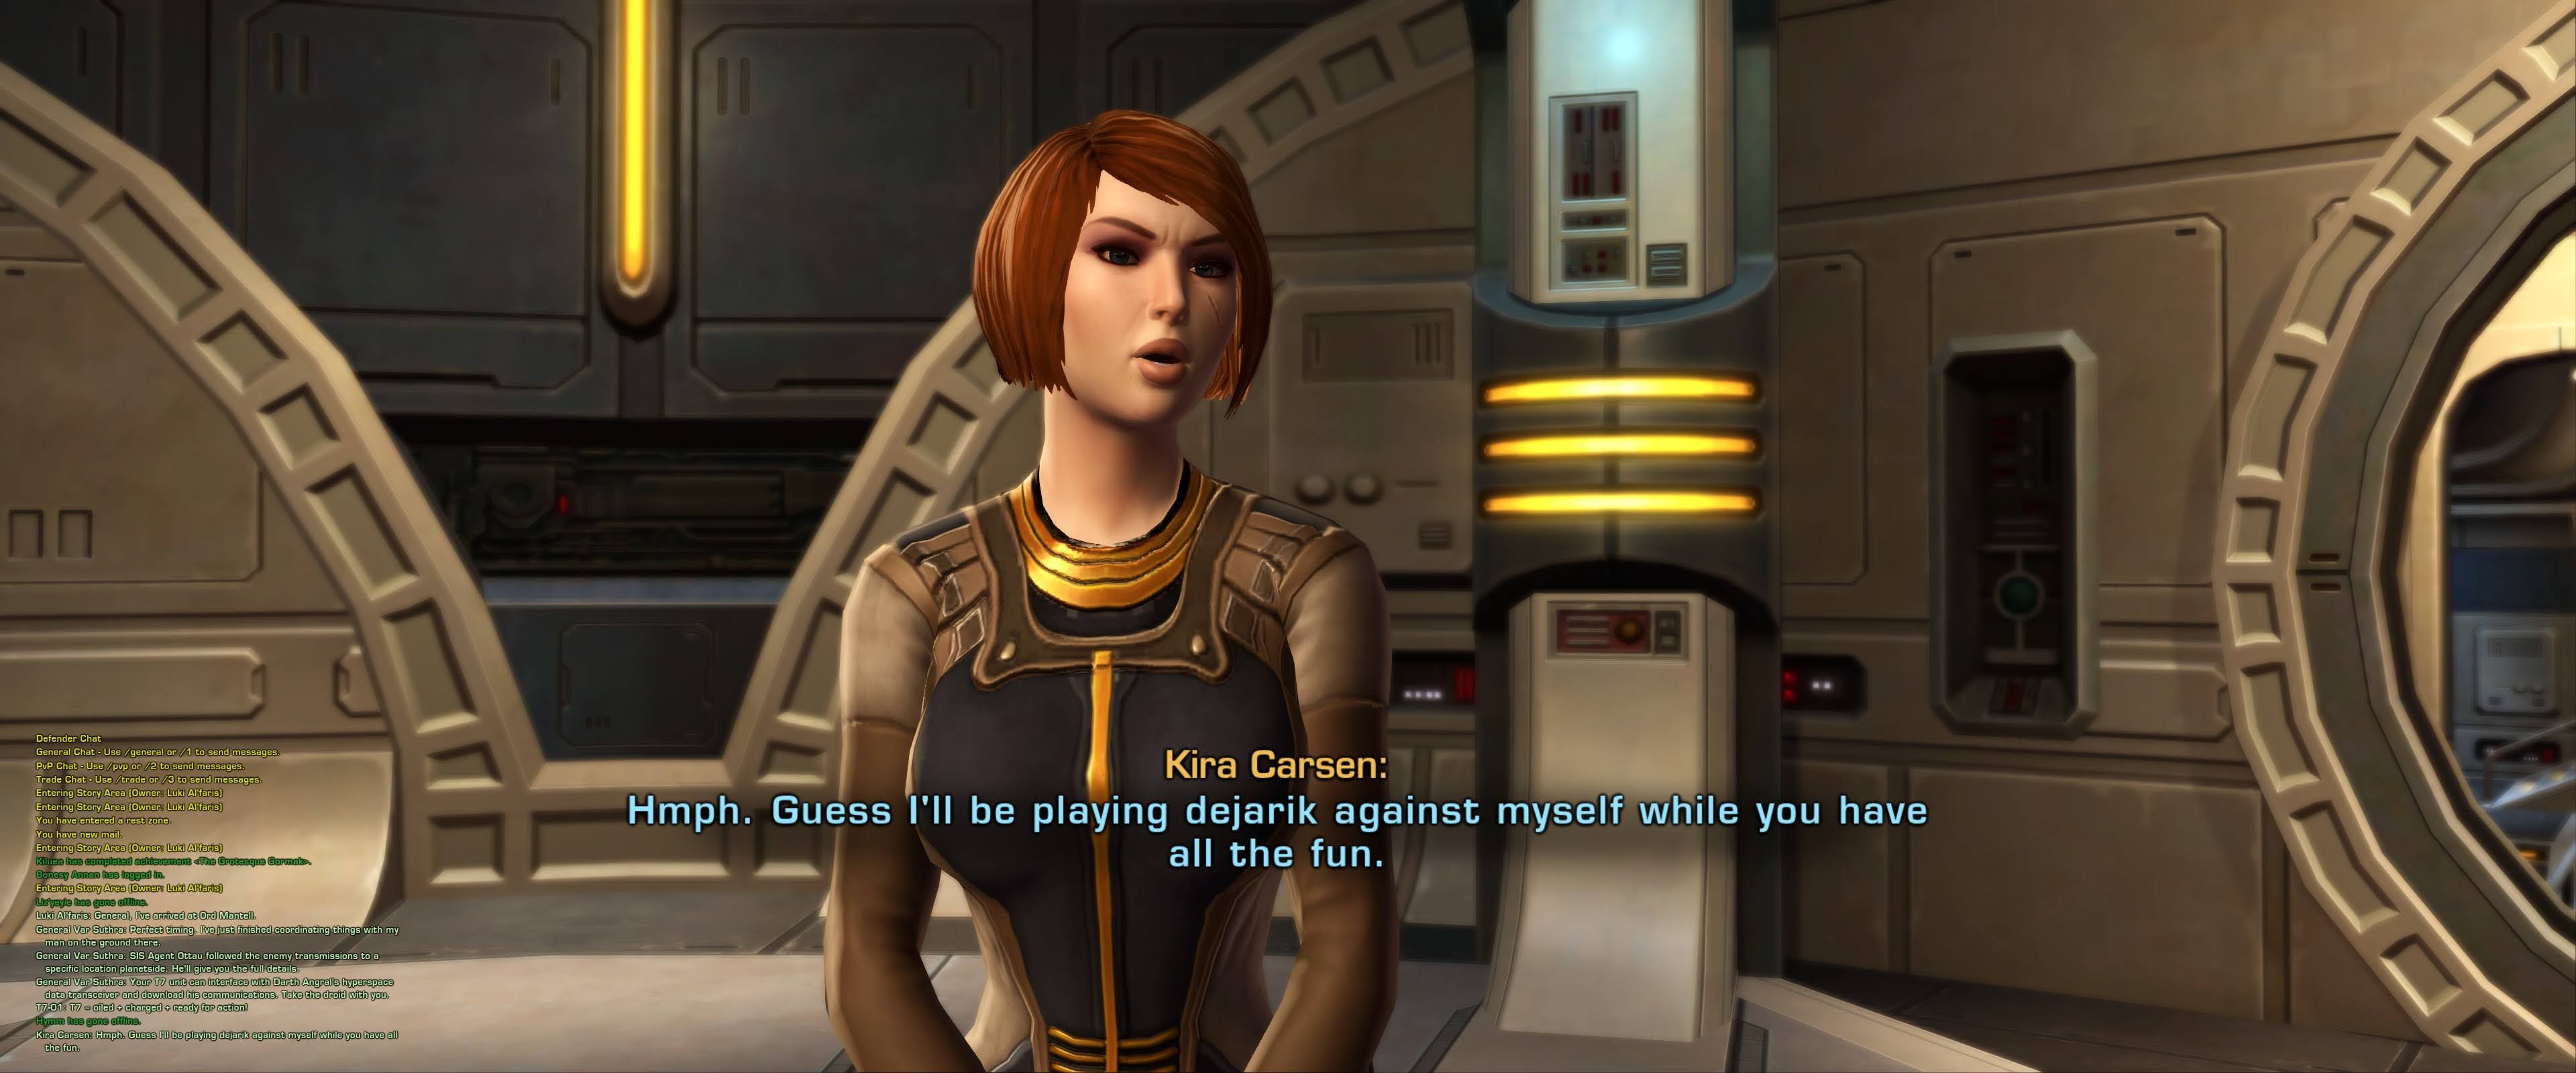 Kira Carsen:
Hmph. Guess I'll be playing dejarik against myself while you have
all the fun.
Defender Chat
General Chat - Use /general or /1 to send messages.
PvP Chat - Use /pvp or /2 to send messages.
Trade Chat - Use /trade or /3 to send messages.
Entering Story Area (Owner: Luki Al'faris)
Entering Story Area (Owner: Luki Al'faris)
You have entered a rest zone.
You have new mail.
Entering Story Area (Owner: Luki Al'faris)
has completed achievement <The Grotesque Gormak>.
Bonesy Annan has logged in.
Entering Story Area (Owner: Luki Al'faris)
has gone offline.
Luki Al'faris: General, I've arrived at Ord Mantell.
General Var Suthra: Perfect timing. I've just finished coordinating things with my
man on the ground there.
General Var Suthra: SIS Agent Ottau followed the enemy transmissions to a
specific location planetside. He'll give you the full details.
General Var Suthra: Your T7 unit can interface with Darth Angral's hyperspace
data transceiver and download his communications. Take the droid with you.
T7-O1: T7 = oiled + charged + ready for action!
Hymm has gone offline.
Kira Carsen: Hmph. Guess I'll be playing dejarik against myself while you have all
the fun.